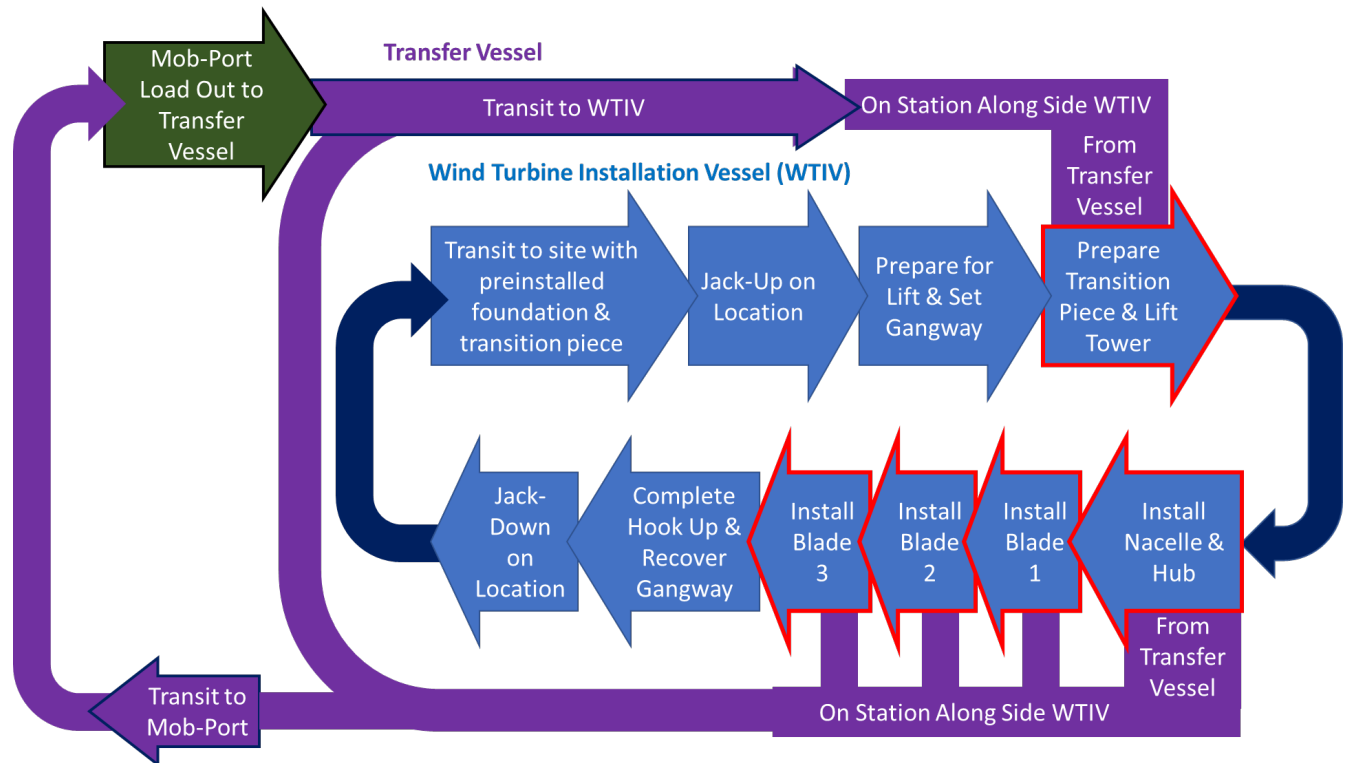 Mob-Port
Load Out to
Transfer
Vessel
Transfer Vessel
Transit to WTIV
On Station Along Side WTIV
From
Transfer
Vessel
Wind Turbine Installation Vessel (WTIV)
Transit to site with
preinstalled
foundation &
transition piece
Jack-Up on
Location
Prepare for
Lift & Set
Gangway
Prepare
Transition
Piece & Lift
Tower
Install
Nacelle &
Hub
Install
Blade
1
Install
Blade
2
Install
Blade
3
Complete
Hook Up &
Recover
Gangway
Jack-
Down
on
Location
From
Transfer
Vessel
On Station Along Side WTIV
Transit to
Mob-Port